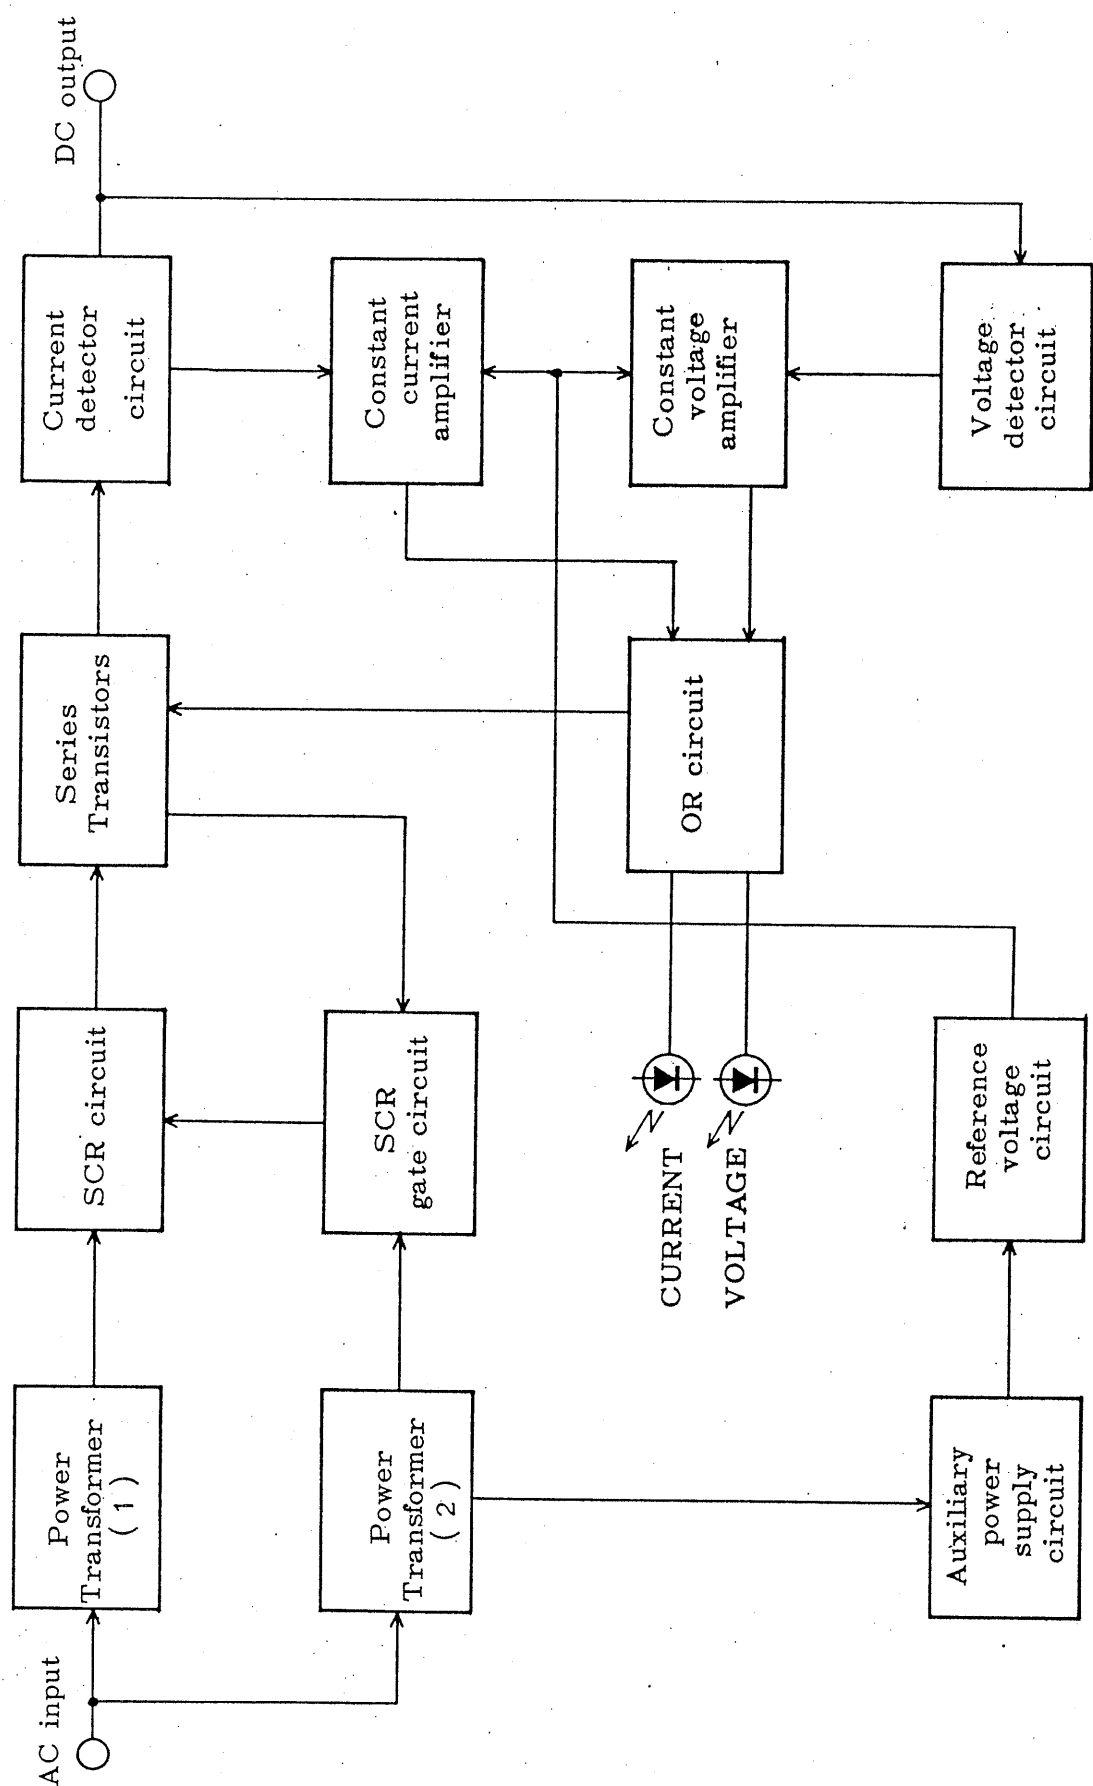 AC input
Power
Transformer
( 1 )
SCR circuit
Series
Transistors
Current
detector
circuit
DC output
Power
Transformer
( 2 )
SCR
gate circuit
Constant
current
amplifier
CURRENT
VOLTAGE
OR circuit
Constant
voltage
amplifier
Auxiliary
power
supply
circuit
Reference
voltage
circuit
Voltage
detector
circuit